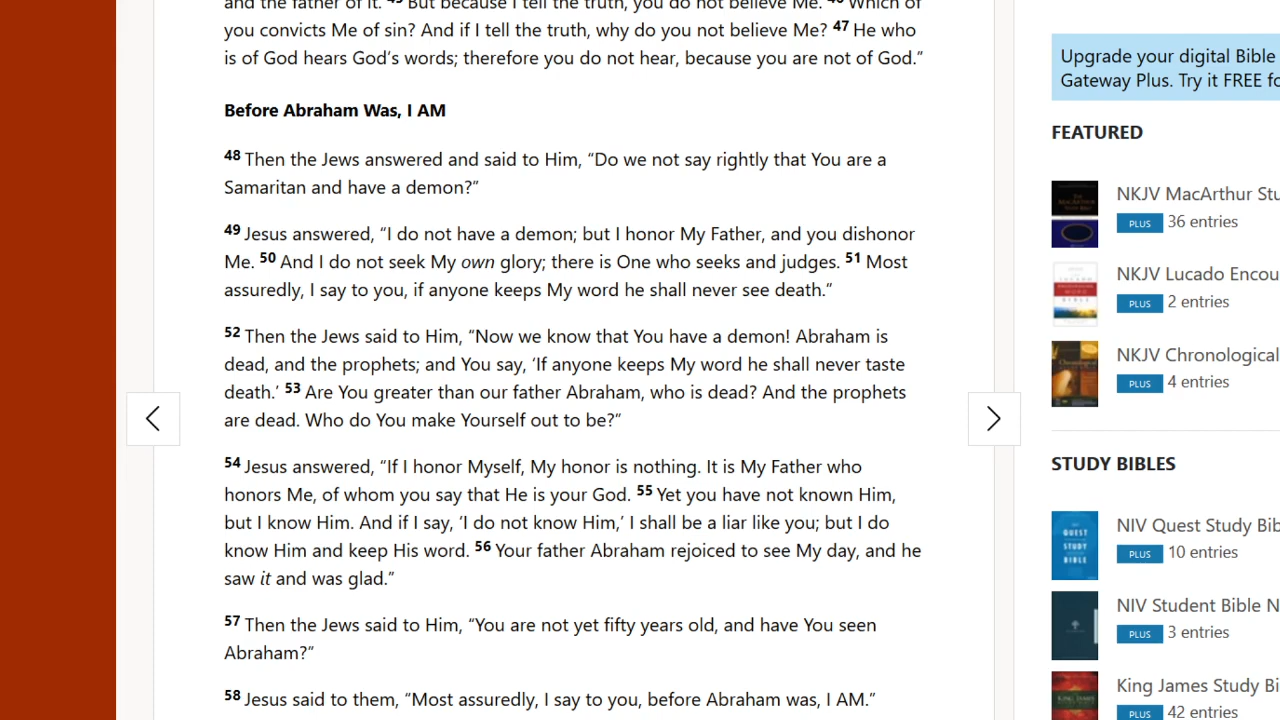 and the father of it. 45 But because I tell the truth, you do not believe Me. 46 Which of
you convicts Me of sin? And if I tell the truth, why do you not believe Me? 47 He who
is of God hears God’s words; therefore you do not hear, because you are not of God.”
Before Abraham Was, I AM
48 Then the Jews answered and said to Him, “Do we not say rightly that You are a
Samaritan and have a demon?”
49 Jesus answered, “I do not have a demon; but I honor My Father, and you dishonor
Me. 50 And I do not seek My own glory; there is One who seeks and judges. 51 Most
assuredly, I say to you, if anyone keeps My word he shall never see death.”
52 Then the Jews said to Him, “Now we know that You have a demon! Abraham is
dead, and the prophets; and You say, ‘If anyone keeps My word he shall never taste
death.’ 53 Are You greater than our father Abraham, who is dead? And the prophets
are dead. Who do You make Yourself out to be?”
54 Jesus answered, “If I honor Myself, My honor is nothing. It is My Father who
honors Me, of whom you say that He is your God. 55 Yet you have not known Him,
but I know Him. And if I say, ‘I do not know Him,’ I shall be a liar like you; but I do
know Him and keep His word. 56 Your father Abraham rejoiced to see My day, and he
saw it and was glad.”
57 Then the Jews said to Him, “You are not yet fifty years old, and have You seen
Abraham?”
58 Jesus said to them, “Most assuredly, I say to you, before Abraham was, I AM.”
Upgrade your digital Bible
Gateway Plus. Try it FREE fo
FEATURED
NKJV MacArthur Stu
PLUS 36 entries
NKJV Lucado Encou
PLUS 2 entries
NKJV Chronological
PLUS 4 entries
STUDY BIBLES
QUEST
STUDY
BIBLE
NIV Quest Study Bib
PLUS 10 entries
NIV Student Bible N
PLUS 3 entries
King James Study Bi
PLUS 42 entries